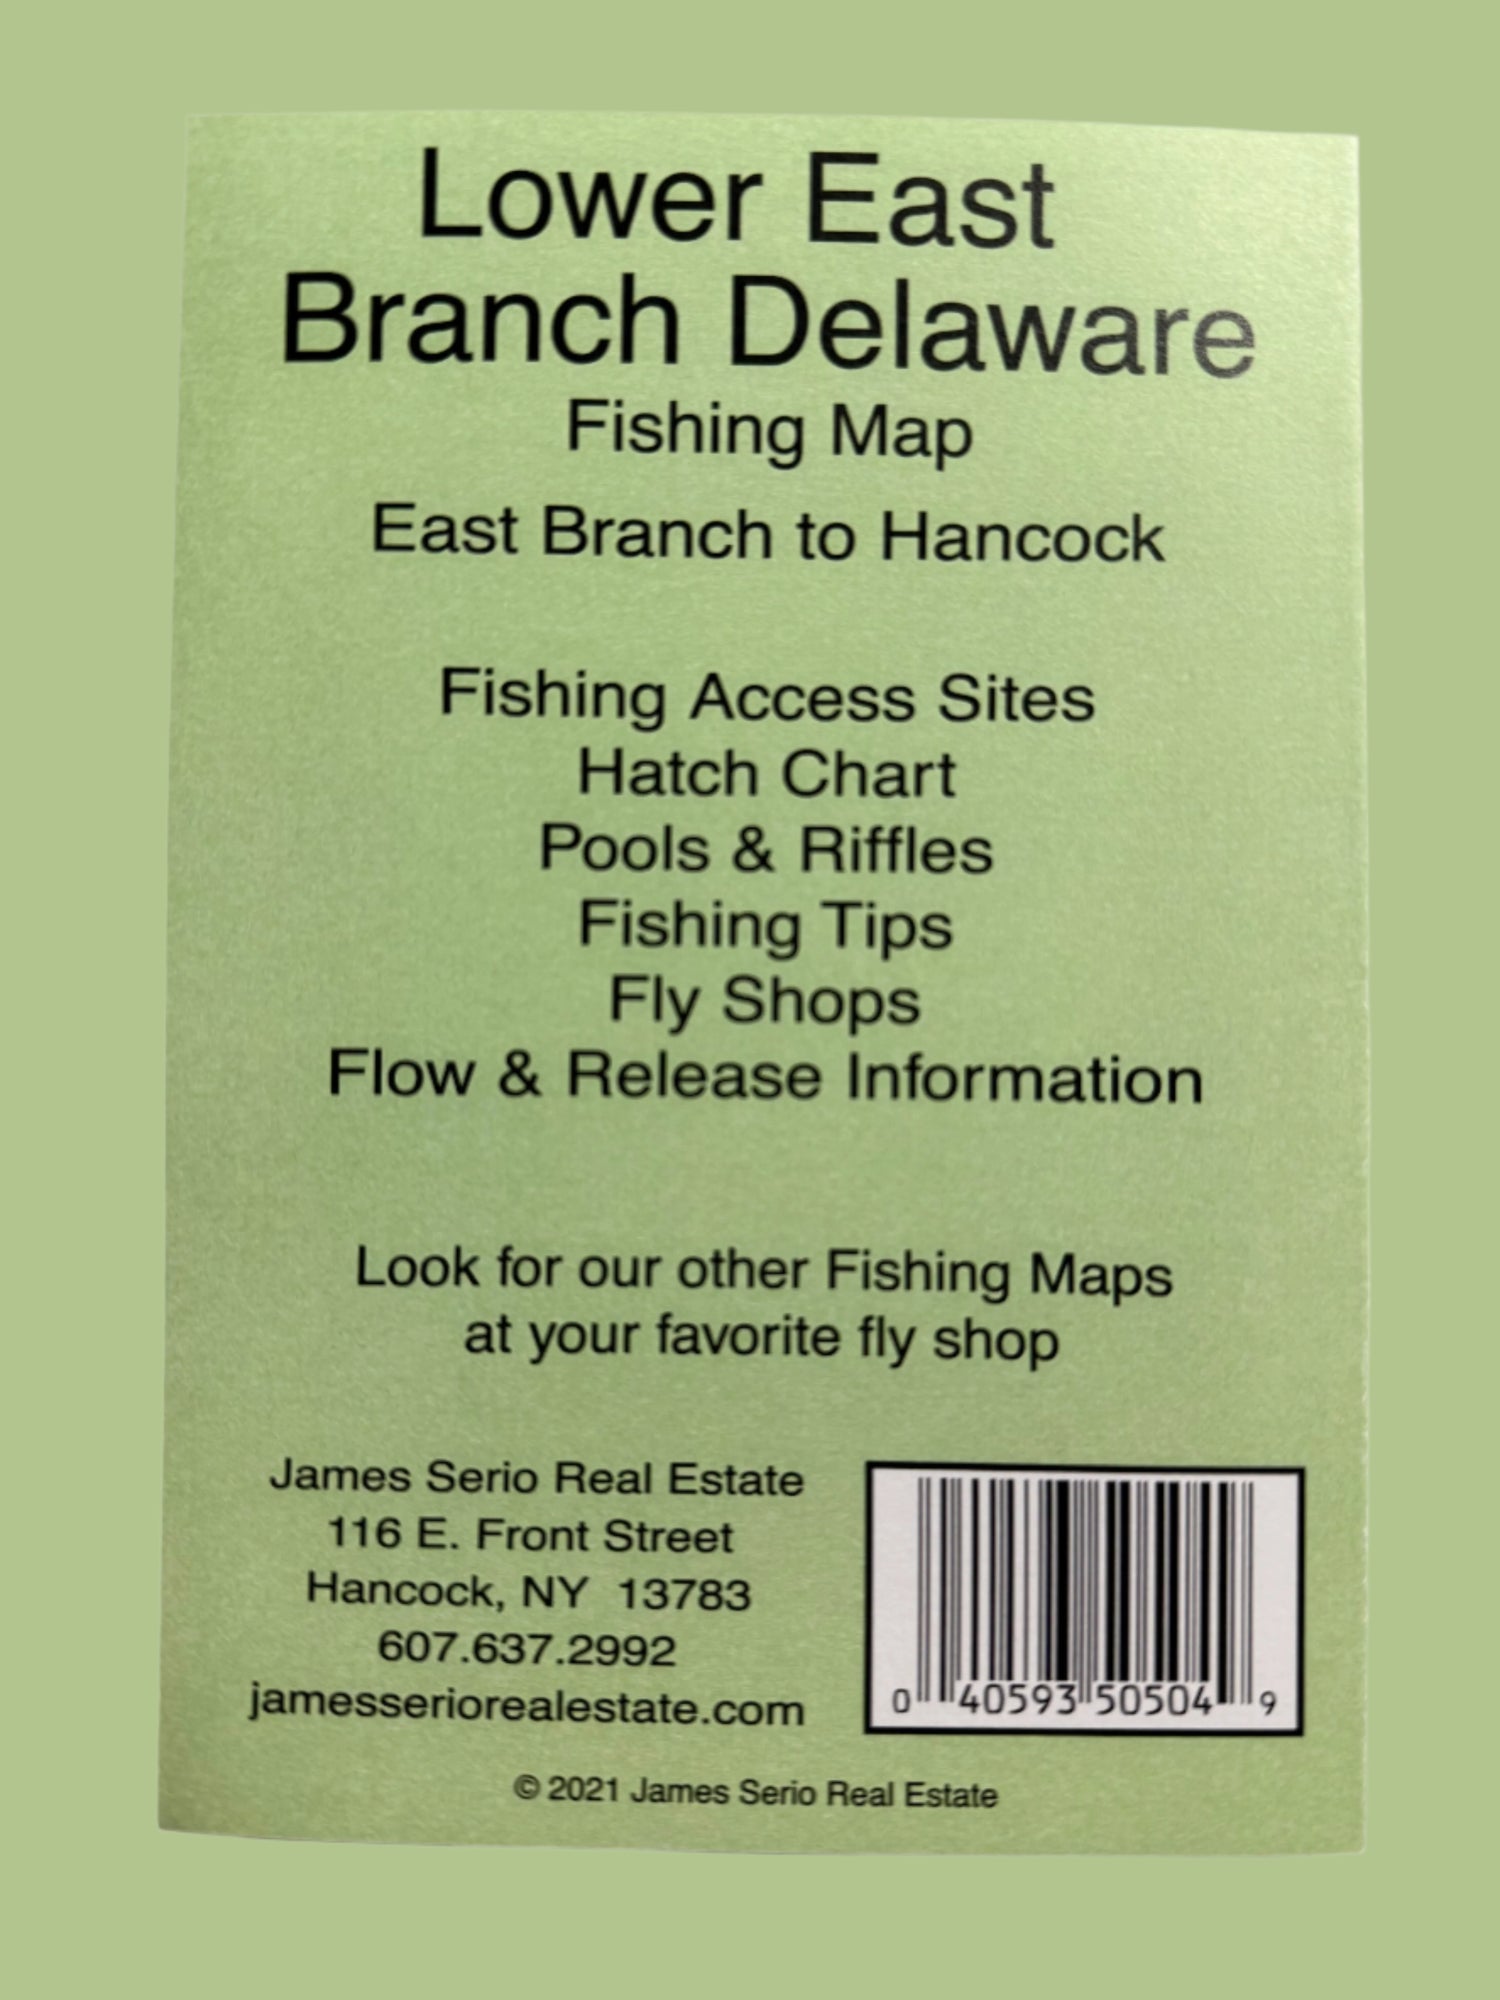 Lower East
Branch Delaware
Fishing Map
East Branch to Hancock
Fishing Access Sites
Hatch Chart
Pools & Riffles
Fishing Tips
Fly Shops
Flow & Release Information
Look for our other Fishing Maps
at your favorite fly shop
James Serio Real Estate
116 E. Front Street
Hancock, NY 13783
607.637.2992
jamesseriorealestate.com
0 40593 50504 9
© 2021 James Serio Real Estate